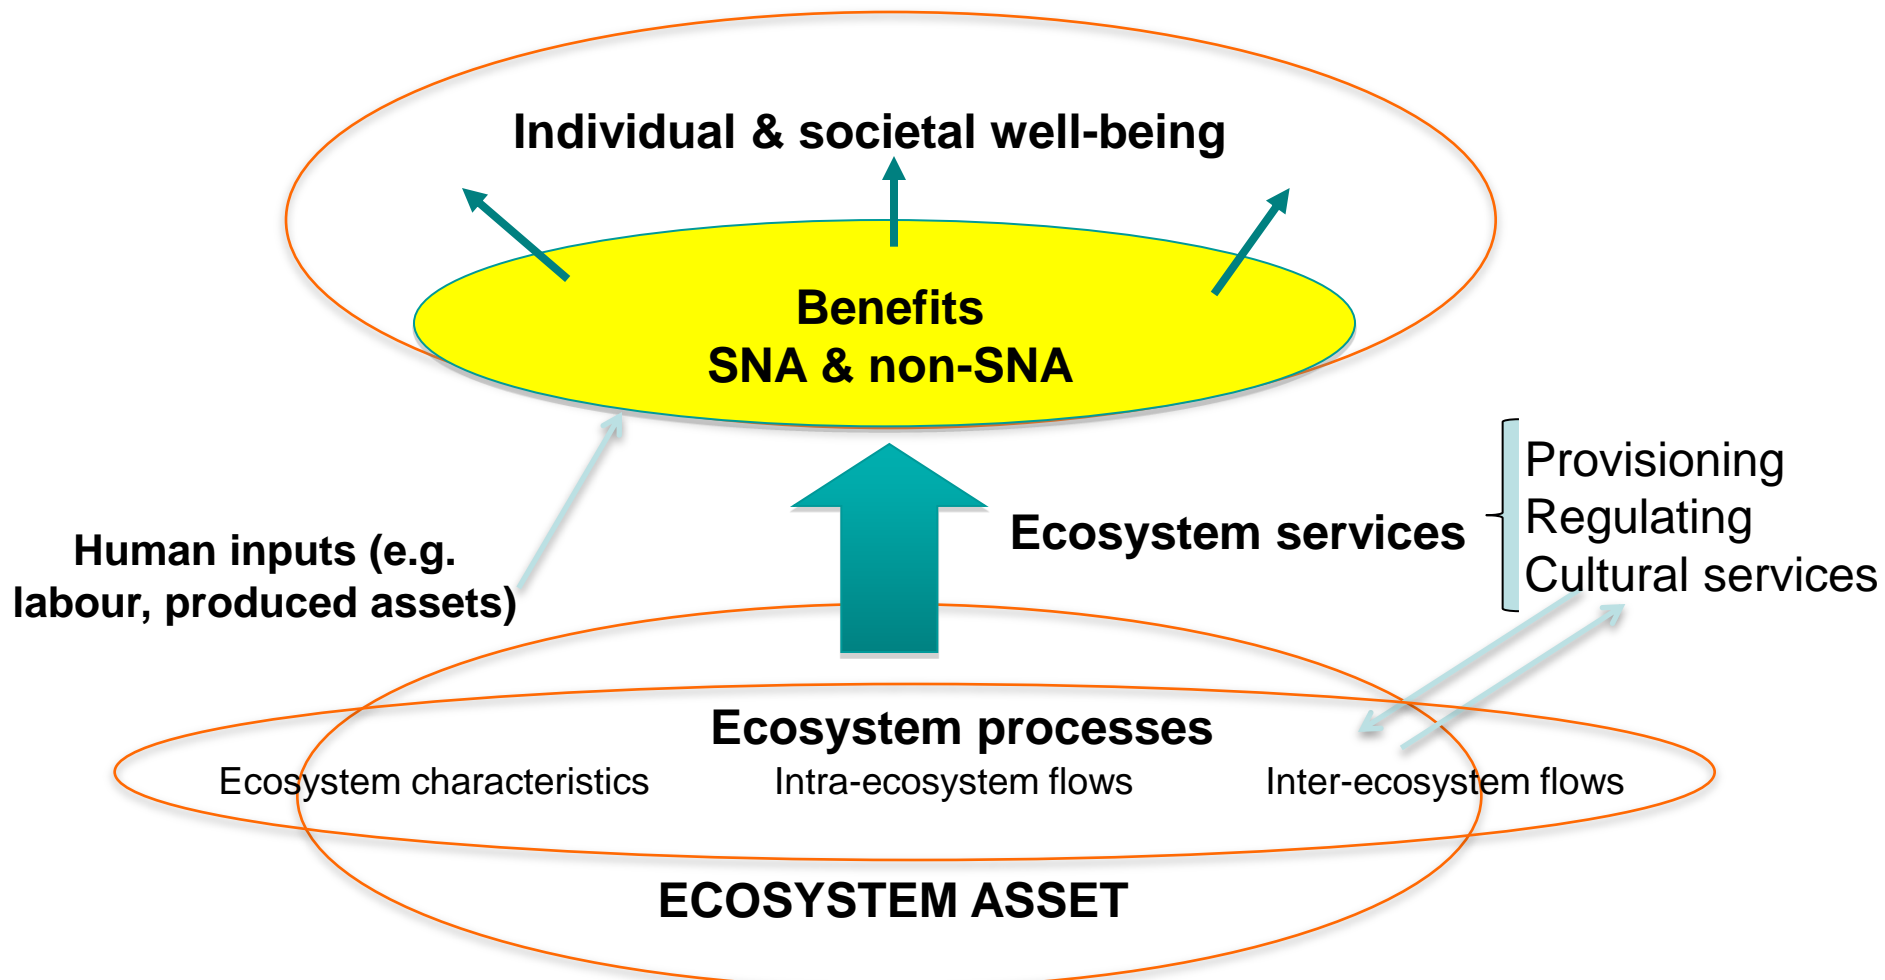 Individual & societal well-being
Benefits
SNA & non-SNA
Provisioning
Regulating
Cultural services
Ecosystem services
Human inputs (e.g.
labour, produced assets)
Ecosystem processes
Ecosystem characteristics
Intra-ecosystem flows
Inter-ecosystem flows
ECOSYSTEM ASSET